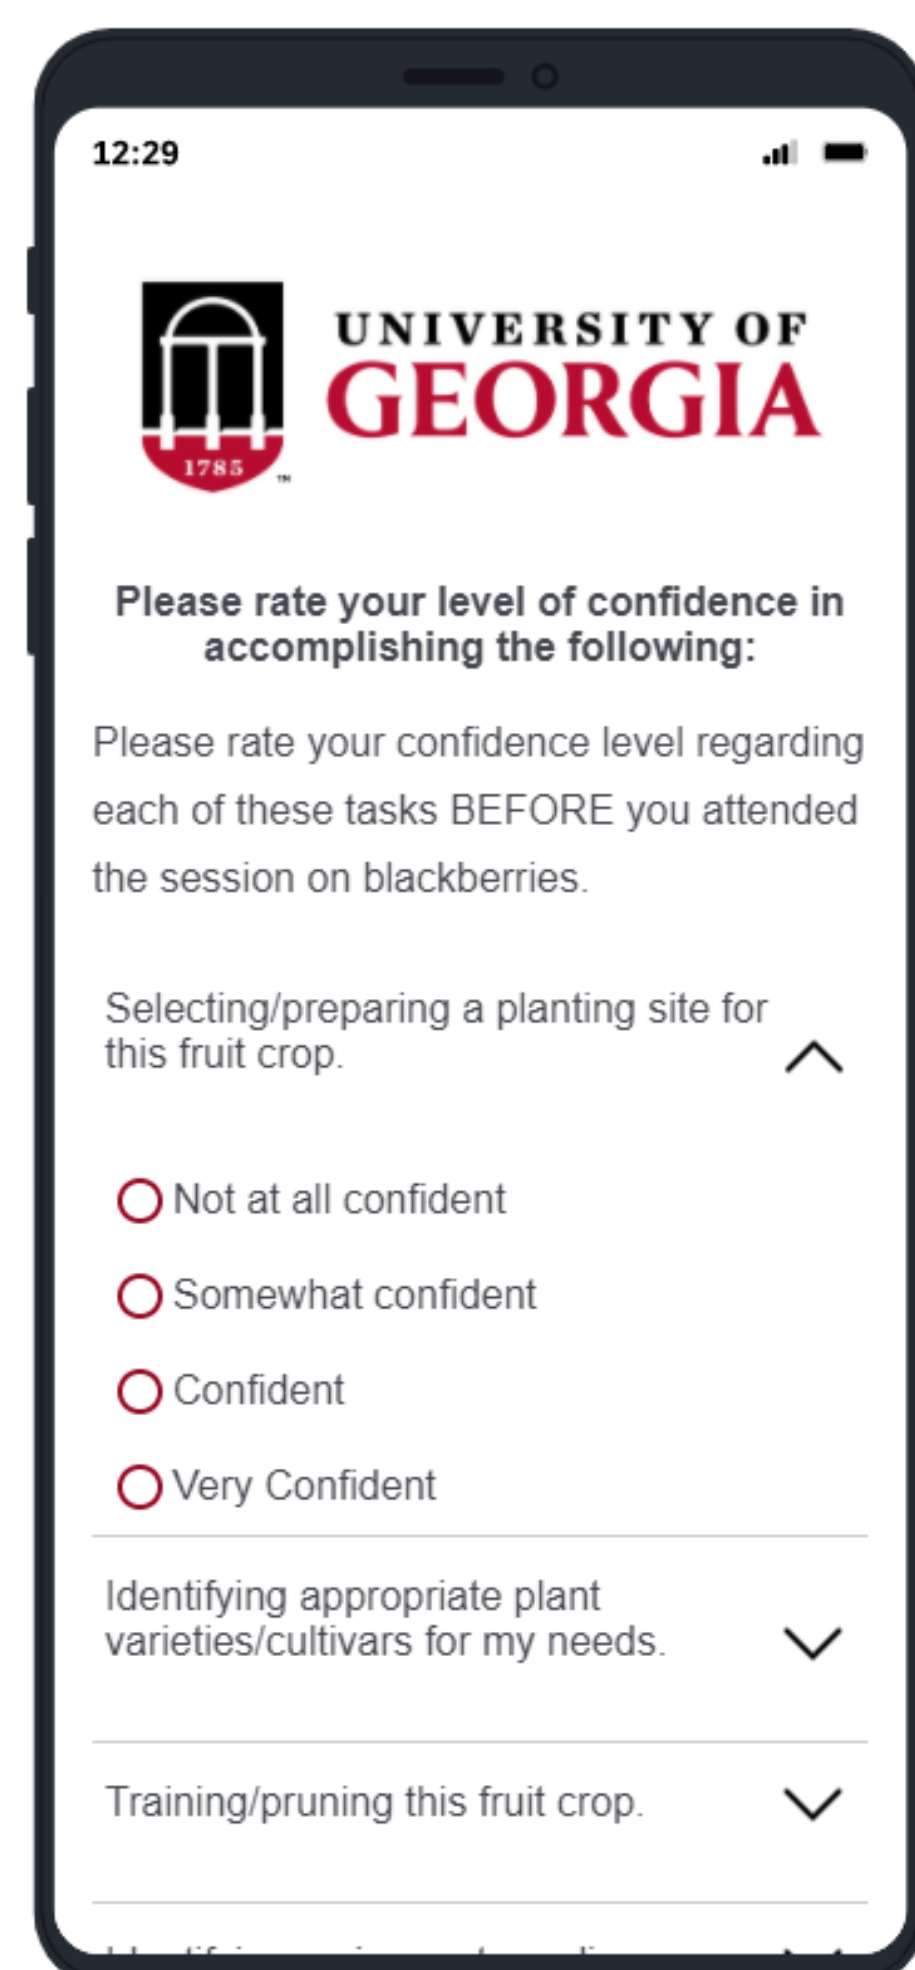 12:29
UNIVERSITY OF
GEORGIA
1785
TM
Please rate your level of confidence in
accomplishing the following:
Please rate your confidence level regarding
each of these tasks BEFORE you attended
the session on blackberries.
Selecting/preparing a planting site for
this fruit crop.
Not at all confident
Somewhat confident
Confident
Very Confident
Identifying appropriate plant
varieties/cultivars for my needs.
Training/pruning this fruit crop.